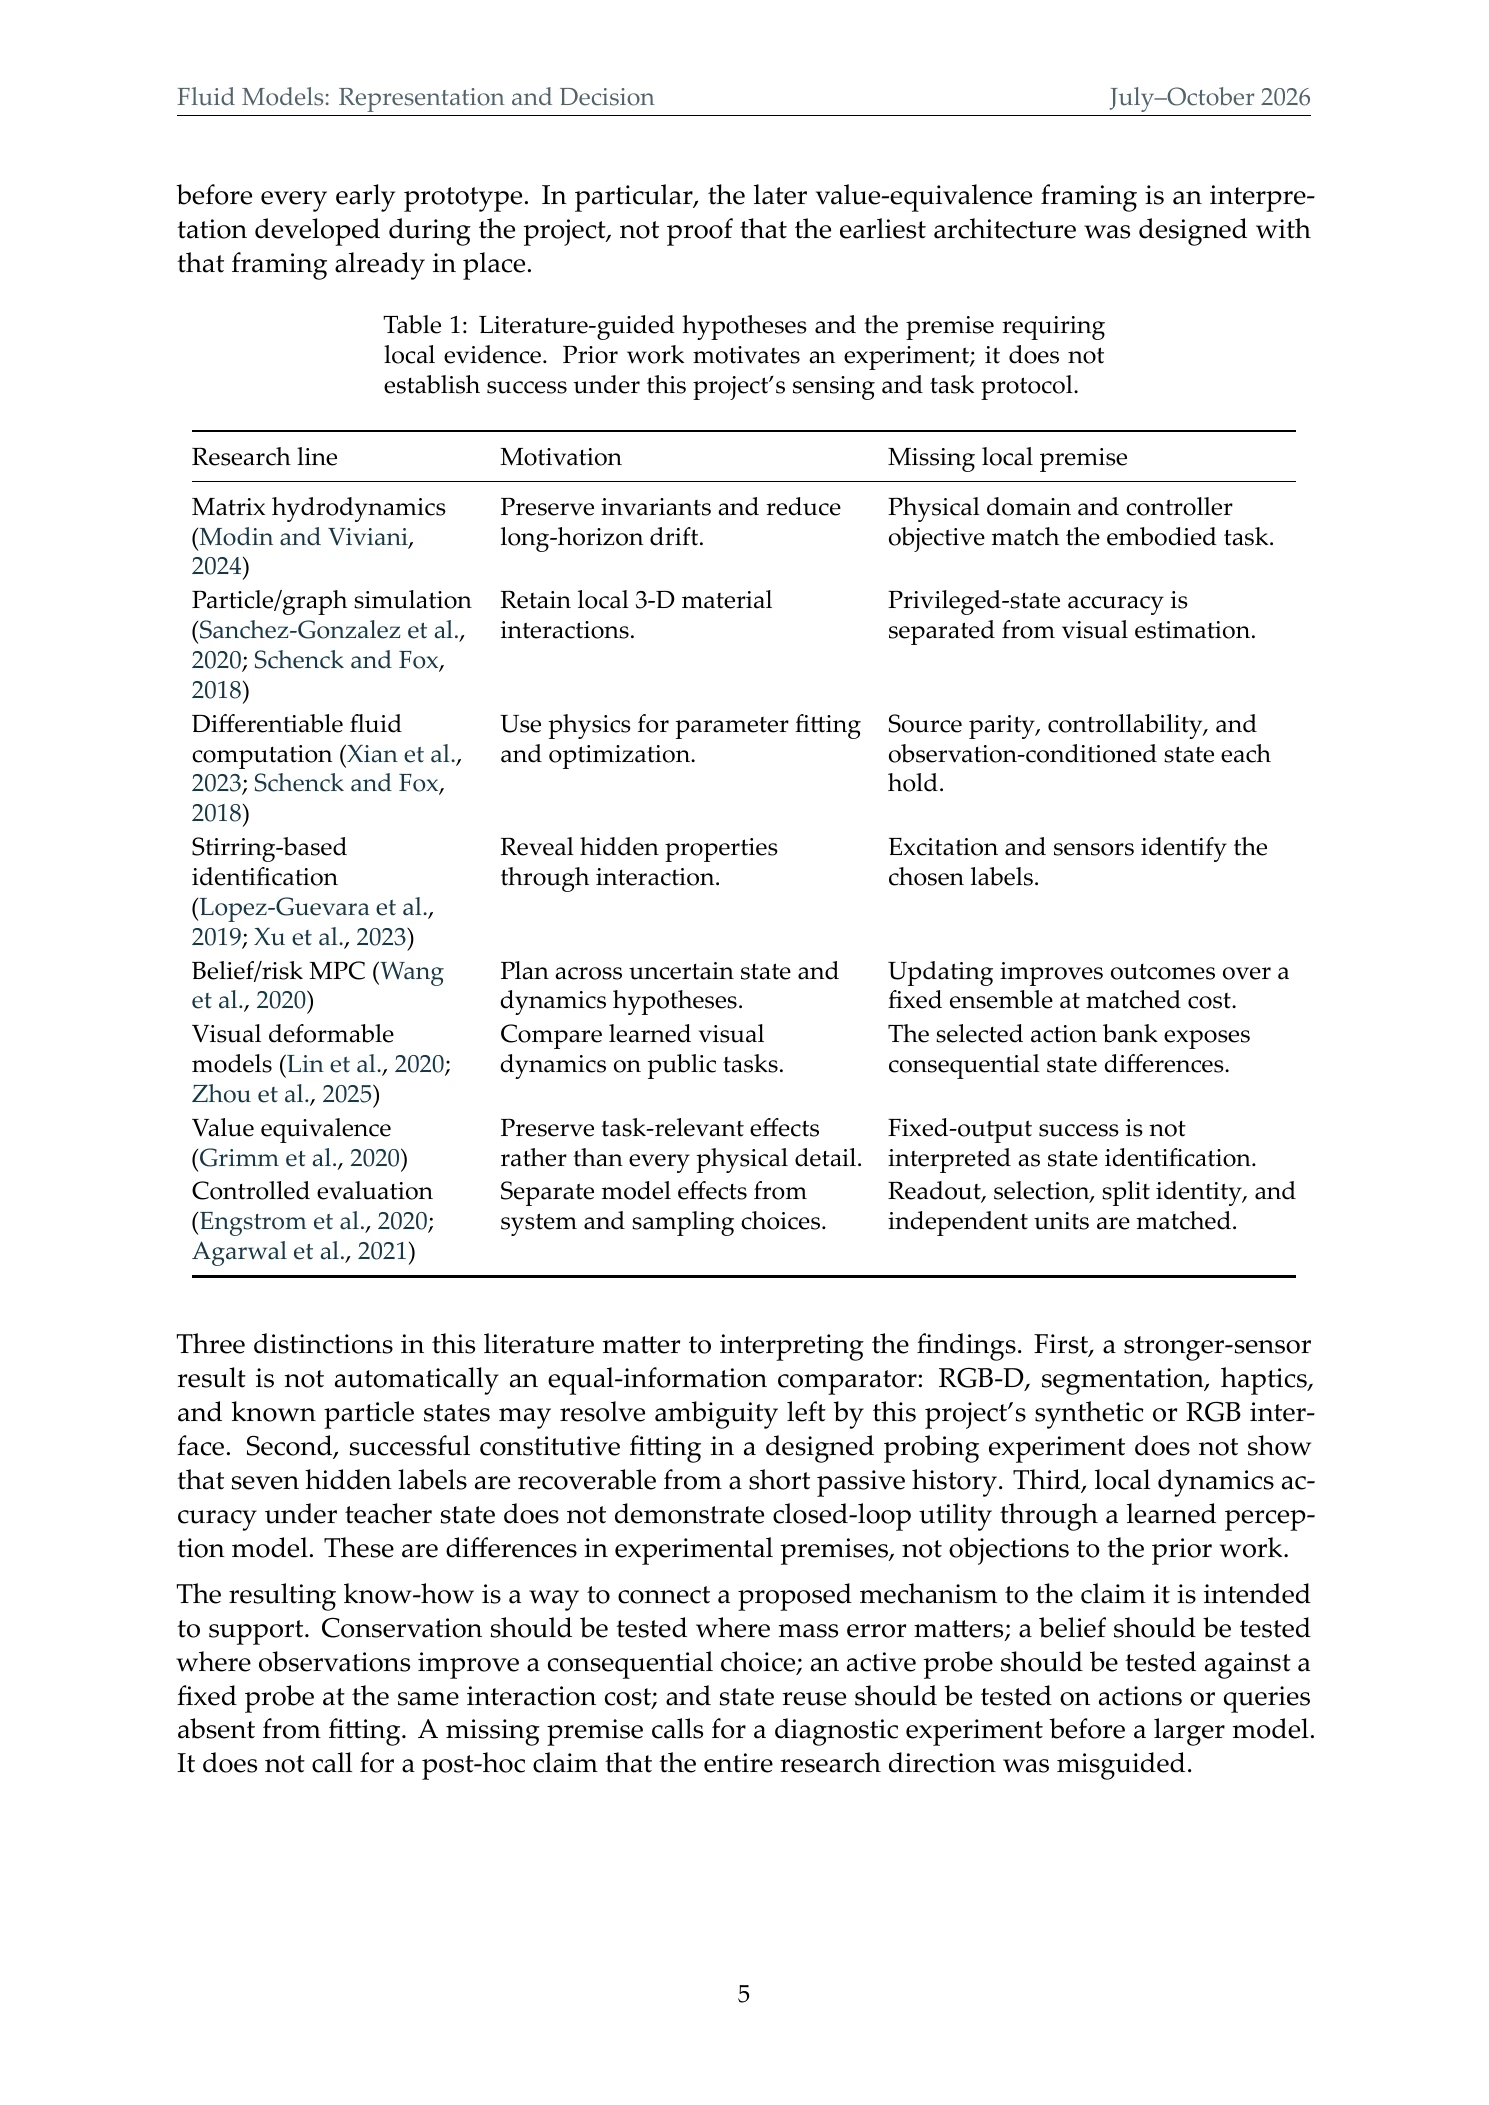 Fluid Models: Representation and Decision July–October 2026
before every early prototype. In particular, the later value-equivalence framing is an interpre-
tation developed during the project, not proof that the earliest architecture was designed with
that framing already in place.
Table 1: Literature-guided hypotheses and the premise requiring
local evidence. Prior work motivates an experiment; it does not
establish success under this project's sensing and task protocol.
Research line Motivation Missing local premise
Matrix hydrodynamics Preserve invariants and reduce Physical domain and controller
(Modin and Viviani, long-horizon drift. objective match the embodied task.
2024)
Particle/graph simulation Retain local 3-D material Privileged-state accuracy is
(Sanchez-Gonzalez et al., interactions. separated from visual estimation.
2020; Schenck and Fox,
2018)
Differentiable fluid Use physics for parameter fitting Source parity, controllability, and
computation (Xian et al., and optimization. observation-conditioned state each
2023; Schenck and Fox, hold.
2018)
Stirring-based Reveal hidden properties Excitation and sensors identify the
identification through interaction. chosen labels.
(Lopez-Guevara et al.,
2019; Xu et al., 2023)
Belief/risk MPC (Wang Plan across uncertain state and Updating improves outcomes over a
et al., 2020) dynamics hypotheses. fixed ensemble at matched cost.
Visual deformable Compare learned visual The selected action bank exposes
models (Lin et al., 2020; dynamics on public tasks. consequential state differences.
Zhou et al., 2025)
Value equivalence Preserve task-relevant effects Fixed-output success is not
(Grimm et al., 2020) rather than every physical detail. interpreted as state identification.
Controlled evaluation Separate model effects from Readout, selection, split identity, and
(Engstrom et al., 2020; system and sampling choices. independent units are matched.
Agarwal et al., 2021)
Three distinctions in this literature matter to interpreting the findings. First, a stronger-sensor
result is not automatically an equal-information comparator: RGB-D, segmentation, haptics,
and known particle states may resolve ambiguity left by this project's synthetic or RGB inter-
face. Second, successful constitutive fitting in a designed probing experiment does not show
that seven hidden labels are recoverable from a short passive history. Third, local dynamics ac-
curacy under teacher state does not demonstrate closed-loop utility through a learned percep-
tion model. These are differences in experimental premises, not objections to the prior work.
The resulting know-how is a way to connect a proposed mechanism to the claim it is intended
to support. Conservation should be tested where mass error matters; a belief should be tested
where observations improve a consequential choice; an active probe should be tested against a
fixed probe at the same interaction cost; and state reuse should be tested on actions or queries
absent from fitting. A missing premise calls for a diagnostic experiment before a larger model.
It does not call for a post-hoc claim that the entire research direction was misguided.
5